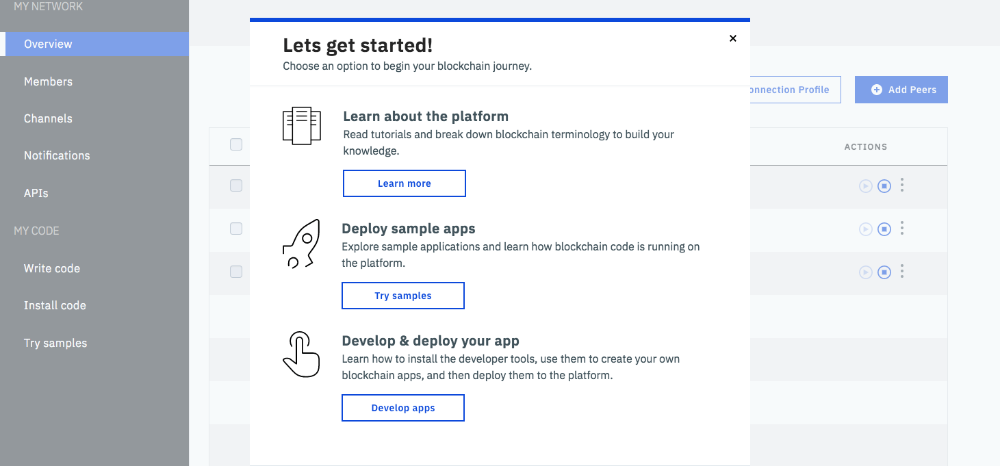 MY NETWORK
Overview
Members
Channels
Notifications
APIs
MY CODE
Write code
Install code
Try samples
Lets get started!
Choose an option to begin your blockchain journey.
Learn about the platform
Read tutorials and break down blockchain terminology to build your
knowledge.
Learn more
Deploy sample apps
Explore sample applications and learn how blockchain code is running on
the platform.
Try samples
Develop & deploy your app
Learn how to install the developer tools, use them to create your own
blockchain apps, and then deploy them to the platform.
Develop apps
Profile
Add Peers
ACTIONS